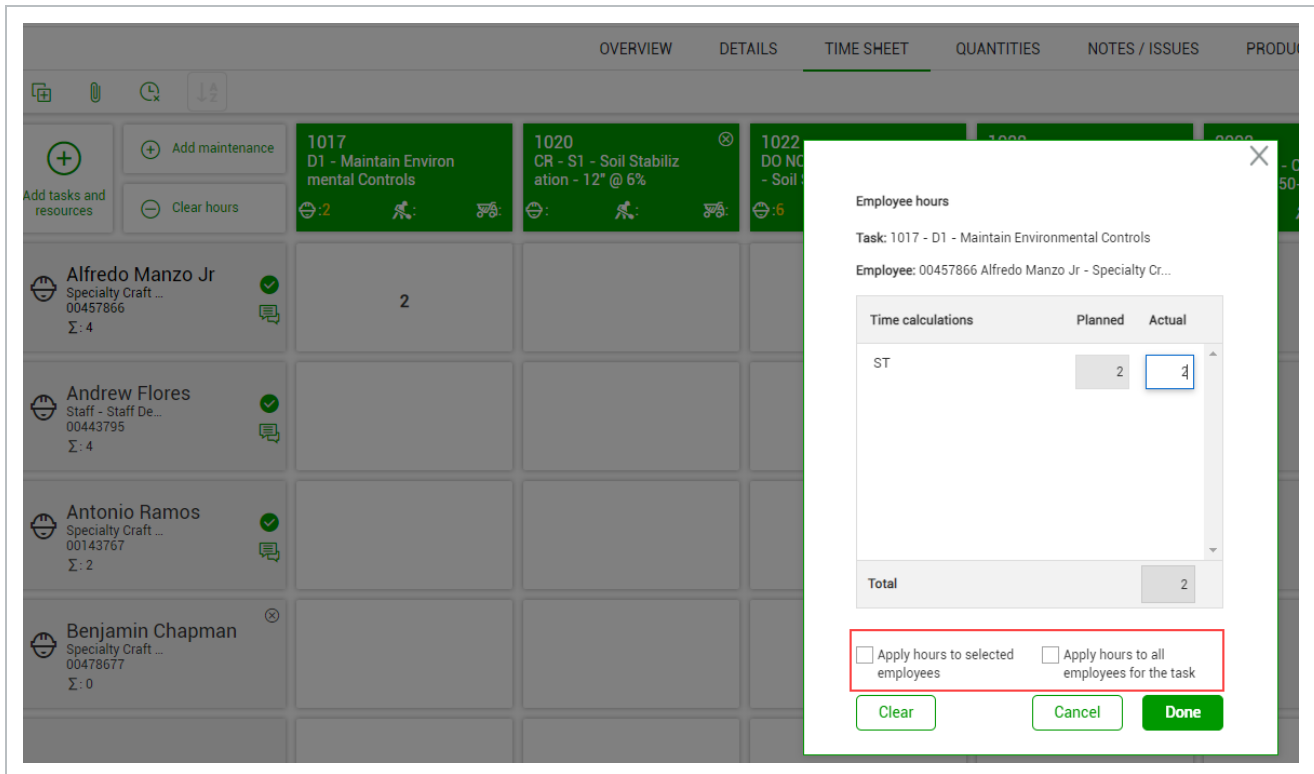 OVERVIEW DETAILS TIME SHEET QUANTITIES NOTES / ISSUES
Add tasks and
resources
Add maintenance
Clear hours
1017
D1 - Maintain Environ
mental Controls
:2 : :
1020
CR - S1 - Soil Stabiliz
ation - 12" @ 6%
: : :
1022
- Soil
:6
Alfredo Manzo Jr
Specialty Craft ...
00457866
Σ: 4
2
Andrew Flores
Staff - Staff De...
00443795
Σ: 4
Antonio Ramos
Specialty Craft ...
00143767
Σ: 2
Benjamin Chapman
Specialty Craft ...
00478677
Σ: 0
Employee hours
Task: 1017 - D1 - Maintain Environmental Controls
Employee: 00457866 Alfredo Manzo Jr - Specialty Cr...
Time calculations Planned Actual
ST 2 2
Total 2
Apply hours to selected
employees
Apply hours to all
employees for the task
Clear Cancel Done